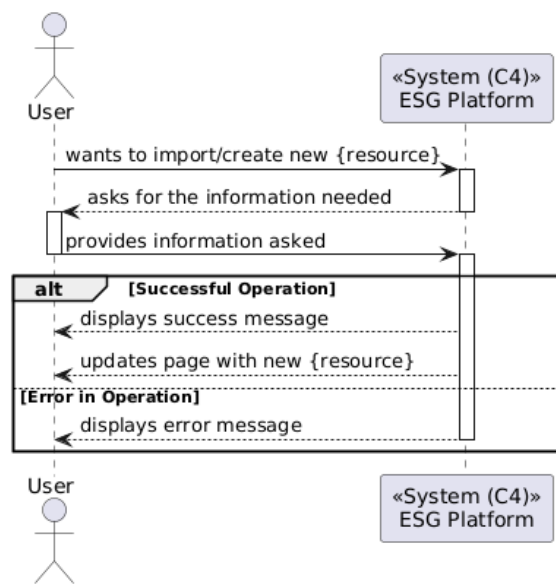 «System (C4)»
ESG Platform
User
wants to import/create new {resource}
asks for the information needed
provides information asked
alt [Successful Operation]
displays success message
updates page with new {resource}
[Error in Operation]
displays error message
User
«System (C4)»
ESG Platform